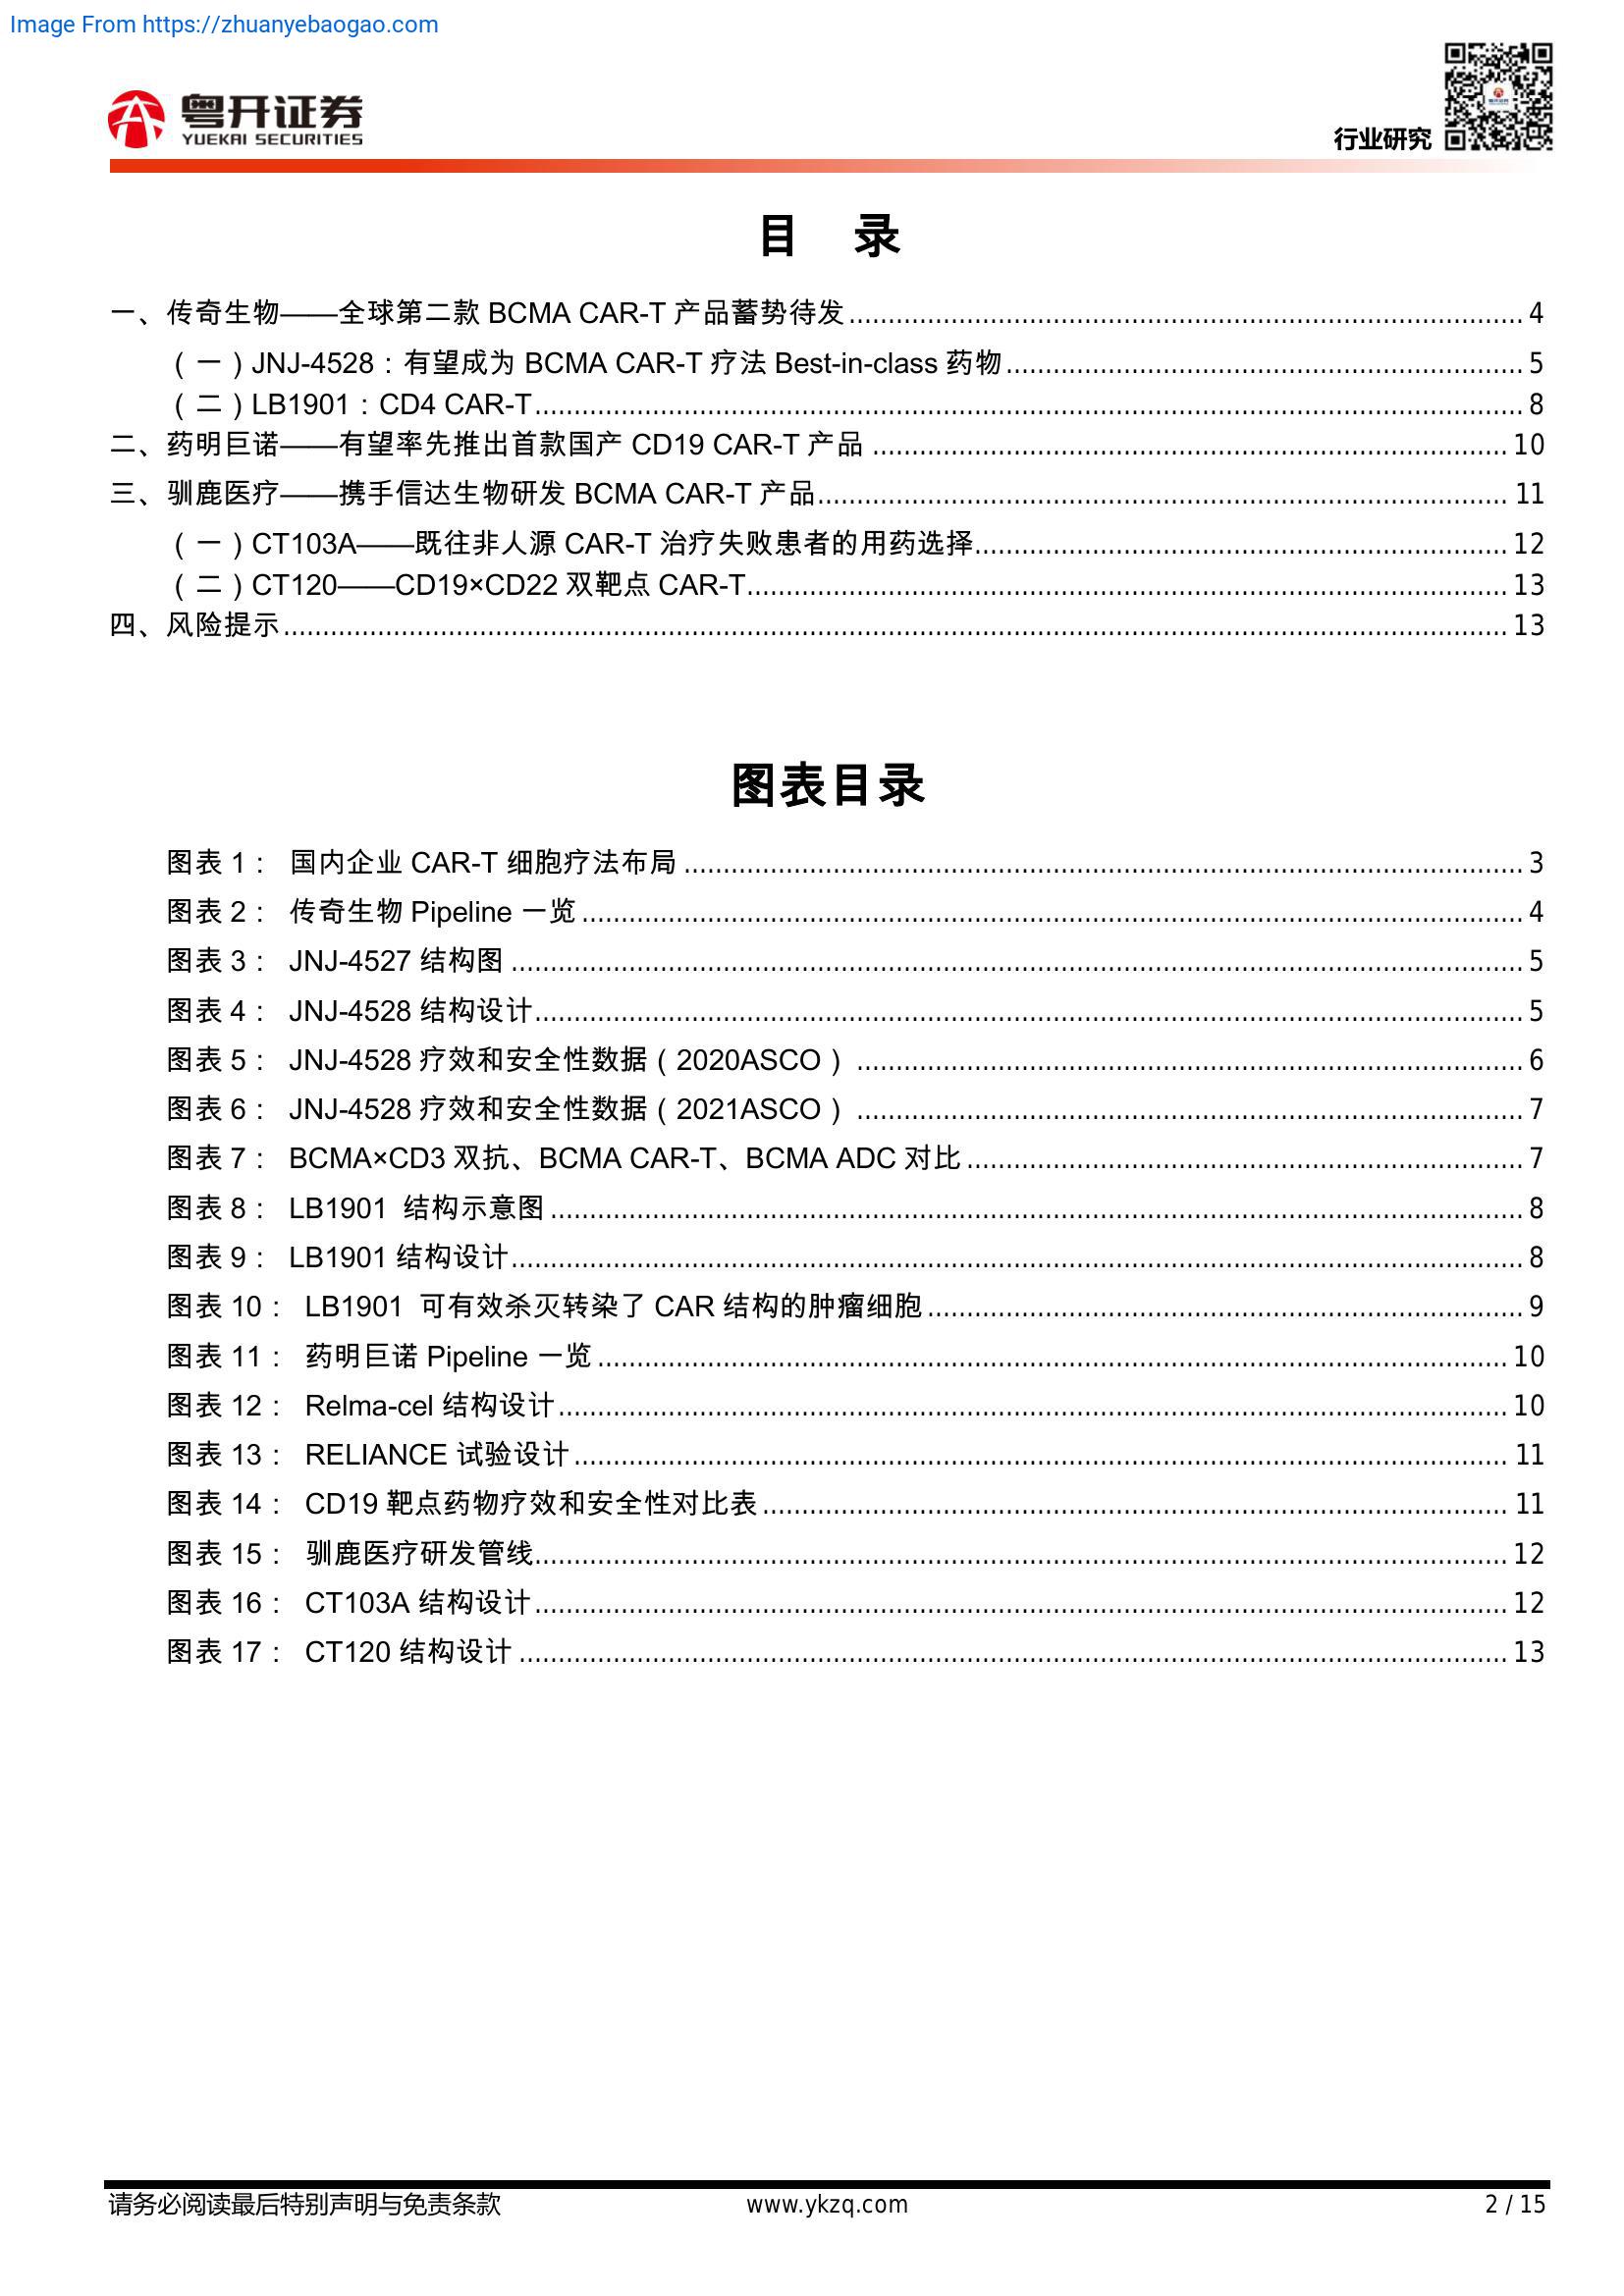 Image From https://zhuanyebaogao.com
粤开证券
YUEKAI SECURITIES
行业研究
目 录
一、传奇生物——全球第二款 BCMA CAR-T 产品蓄势待发 4
（一）JNJ-4528：有望成为 BCMA CAR-T 疗法 Best-in-class 药物 5
（二）LB1901：CD4 CAR-T 8
二、药明巨诺——有望率先推出首款国产 CD19 CAR-T 产品 10
三、驯鹿医疗——携手信达生物研发 BCMA CAR-T 产品 11
（一）CT103A——既往非人源 CAR-T 治疗失败患者的用药选择 12
（二）CT120——CD19×CD22 双靶点 CAR-T 13
四、风险提示 13
图表目录
图表 1： 国内企业 CAR-T 细胞疗法布局 3
图表 2： 传奇生物 Pipeline 一览 4
图表 3： JNJ-4527 结构图 5
图表 4： JNJ-4528 结构设计 5
图表 5： JNJ-4528 疗效和安全性数据（2020ASCO） 6
图表 6： JNJ-4528 疗效和安全性数据（2021ASCO） 7
图表 7： BCMA×CD3 双抗、BCMA CAR-T、BCMA ADC 对比 7
图表 8： LB1901 结构示意图 8
图表 9： LB1901 结构设计 8
图表 10： LB1901 可有效杀灭转染了 CAR 结构的肿瘤细胞 9
图表 11： 药明巨诺 Pipeline 一览 10
图表 12： Relma-cel 结构设计 10
图表 13： RELIANCE 试验设计 11
图表 14： CD19 靶点药物疗效和安全性对比表 11
图表 15： 驯鹿医疗研发管线 12
图表 16： CT103A 结构设计 12
图表 17： CT120 结构设计 13
请务必阅读最后特别声明与免责条款 www.ykzq.com 2 / 15